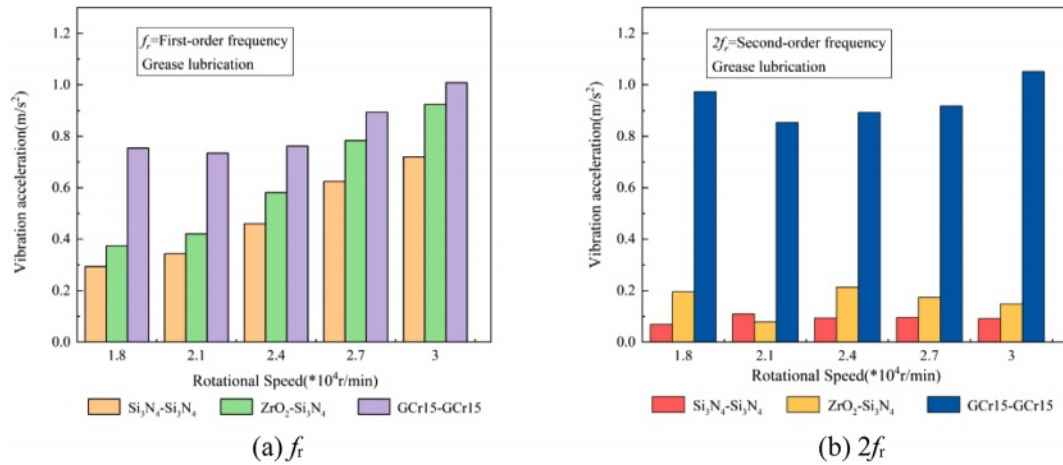 1.2
1.0
0.8
0.6
0.4
0.2
0.0
Vibration acceleration(m/s²)
fᵣ=First-order frequency
Grease lubrication
1.8 2.1 2.4 2.7 3
Rotational Speed(*10⁴r/min)
Si₃N₄-Si₃N₄ ZrO₂-Si₃N₄ GCr15-GCr15
(a) fᵣ
1.2
1.0
0.8
0.6
0.4
0.2
0.0
Vibration acceleration(m/s²)
2fᵣ=Second-order frequency
Grease lubrication
1.8 2.1 2.4 2.7 3
Rotational Speed(*10⁴r/min)
Si₃N₄-Si₃N₄ ZrO₂-Si₃N₄ GCr15-GCr15
(b) 2fᵣ